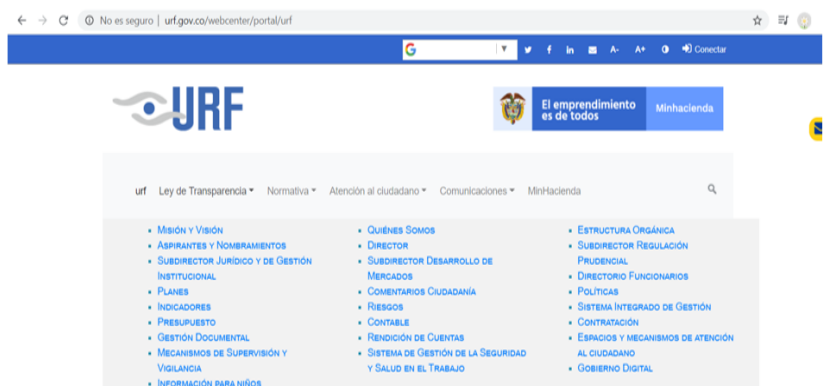 No es seguro | urf.gov.co/webcenter/portal/urf
G
A- A+ Conectar
URF
El emprendimiento
es de todos
Minhacienda
urf Ley de Transparencia Normativa Atención al ciudadano Comunicaciones MinHacienda
MISIÓN Y VISIÓN
ASPIRANTES Y NOMBRAMIENTOS
SUBDIRECTOR JURÍDICO Y DE GESTIÓN
INSTITUCIONAL
PLANES
INDICADORES
PRESUPUESTO
GESTIÓN DOCUMENTAL
MECANISMOS DE SUPERVISIÓN Y
VIGILANCIA
INFORMACIÓN PARA NIÑOS
QUIÉNES SOMOS
DIRECTOR
SUBDIRECTOR DESARROLLO DE
MERCADOS
COMENTARIOS CIUDADANÍA
RIESGOS
CONTABLE
RENDICIÓN DE CUENTAS
SISTEMA DE GESTIÓN DE LA SEGURIDAD
Y SALUD EN EL TRABAJO
ESTRUCTURA ORGÁNICA
SUBDIRECTOR REGULACIÓN
PRUDENCIAL
DIRECTORIO FUNCIONARIOS
POLÍTICAS
SISTEMA INTEGRADO DE GESTIÓN
CONTRATACIÓN
ESPACIOS Y MECANISMOS DE ATENCIÓN
AL CIUDADANO
GOBIERNO DIGITAL